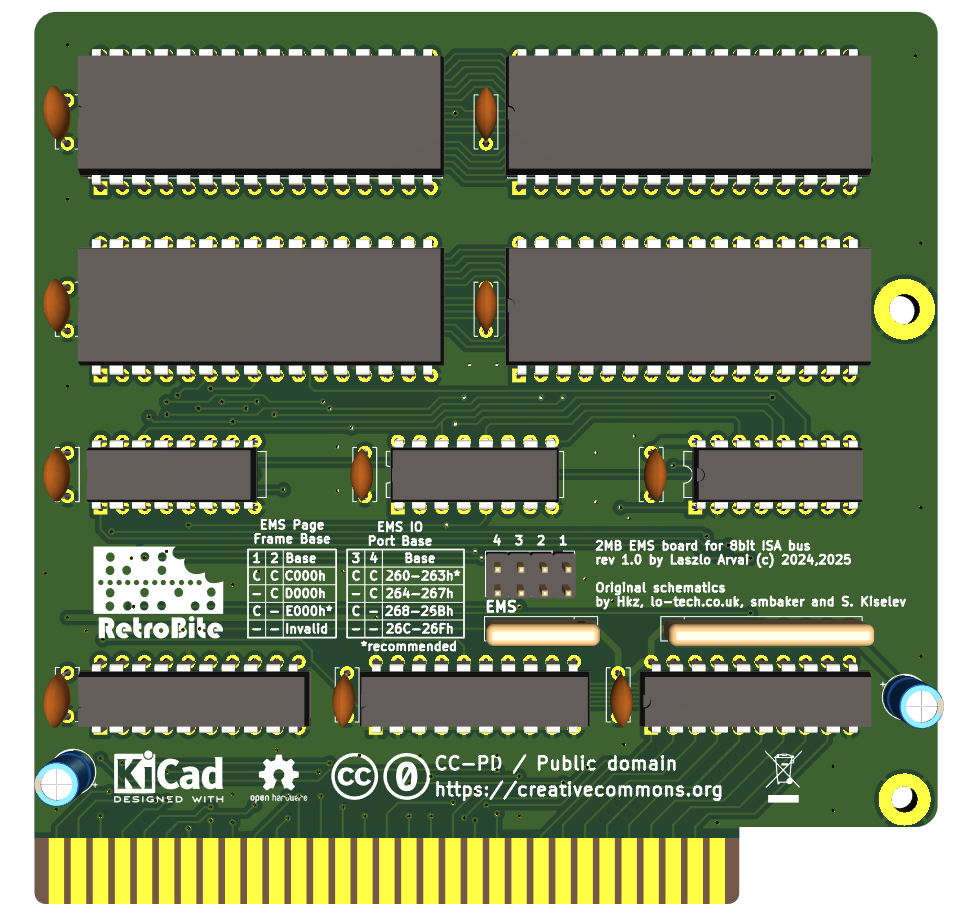 EMS Page
Frame Base
1 2 Base
C C C000h
- C D000h
C - E000h*
- - Invalid
EMS IO
Port Base
3 4 Base
C C 260-263h*
- C 264-267h
C - 268-26Bh
- - 26C-26Fh
*recommended
4 3 2 1
EMS
2MB EMS board for 8bit ISA bus
rev 1.0 by Laszlo Arvai (c) 2024,2025
Original schematics
by Hkz, lo-tech.co.uk, smbaker and S. Kiselev
RetroBite
KiCad
DESIGNED WITH
open hardware
cc 0
CC-PD / Public domain
https://creativecommons.org
+
+